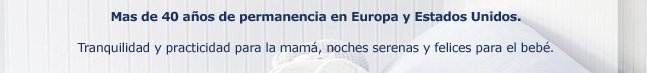 Mas de 40 años de permanencia en Europa y Estados Unidos.
Tranquilidad y practicidad para la mamá, noches serenas y felices para el bebé.